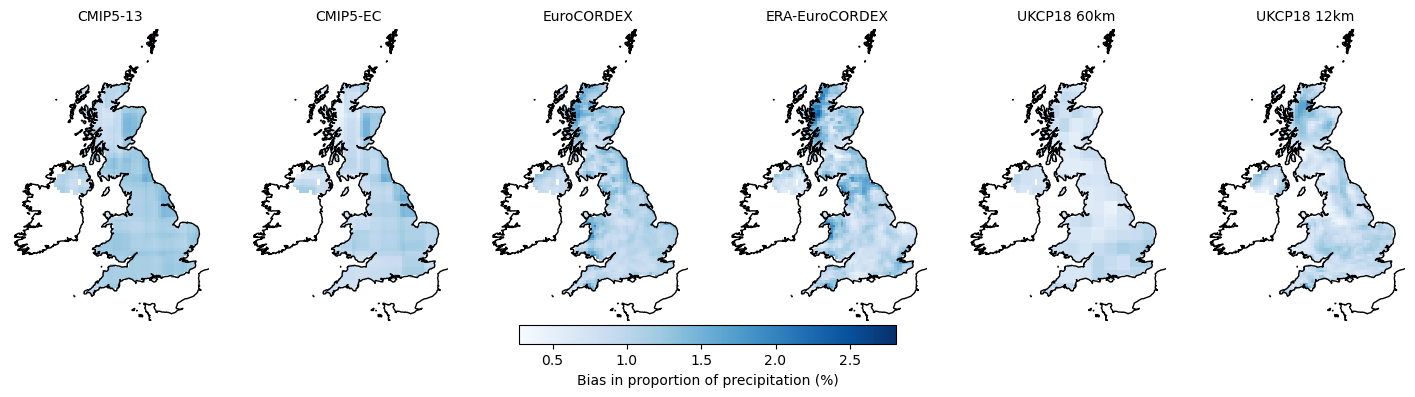 CMIP5-13 CMIP5-EC EuroCORDEX ERA-EuroCORDEX UKCP18 60km UKCP18 12km
0.5 1.0 1.5 2.0 2.5
Bias in proportion of precipitation (%)